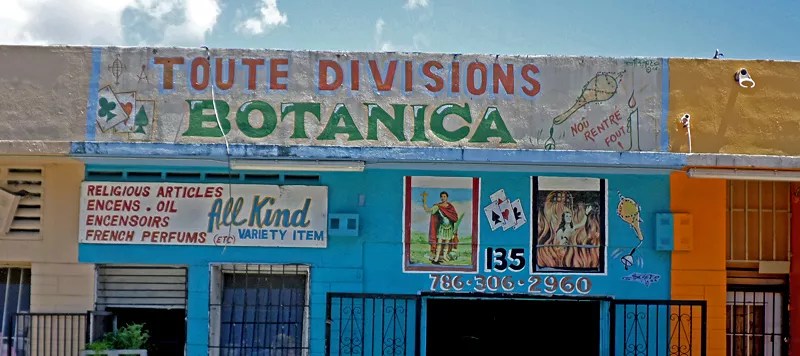 TOUTE DIVISIONS
BOTANICA
NOU
RENTRÉ
FOUT!
RELIGIOUS ARTICLES
ENCENS . OIL
ENCENSOIRS
FRENCH PERFUMS (ETC)
All Kind
VARIETY ITEM
135
786-306-2960